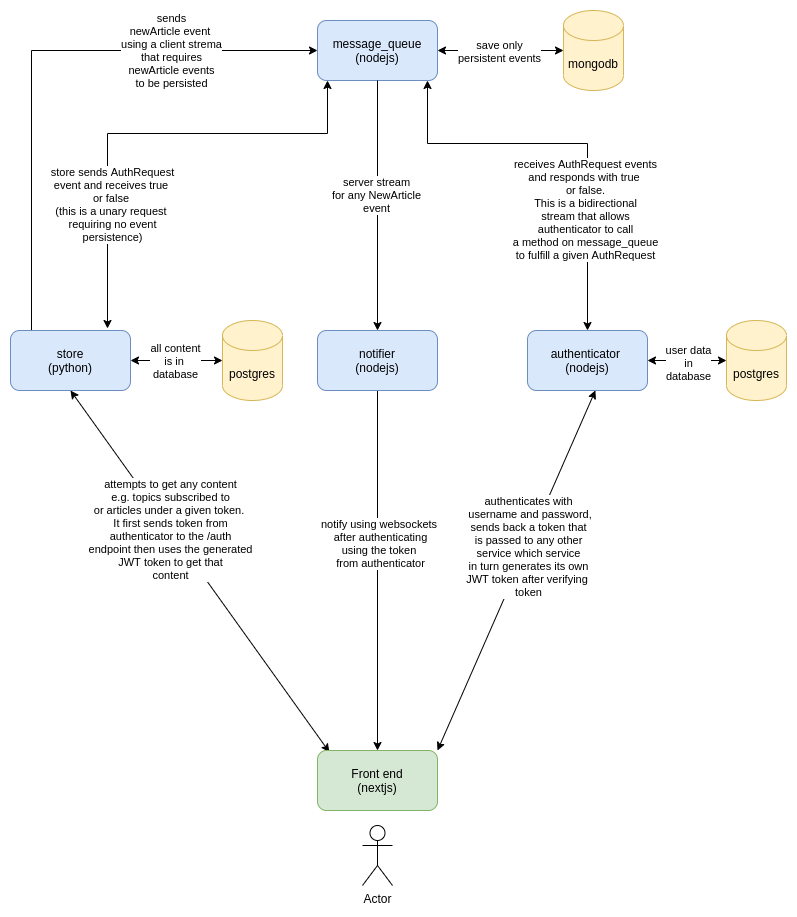 sends
newArticle event
using a client strema
that requires
newArticle events
to be persisted
message_queue
(nodejs)
save only
persistent events
mongodb
store sends AuthRequest
event and receives true
or false
(this is a unary request
requiring no event
persistence)
server stream
for any NewArticle
event
receives AuthRequest events
and responds with true
or false.
This is a bidirectional
stream that allows
authenticator to call
a method on message_queue
to fulfill a given AuthRequest
store
(python)
all content
is in
database
postgres
notifier
(nodejs)
authenticator
(nodejs)
user data
in
database
postgres
attempts to get any content
e.g. topics subscribed to
or articles under a given token.
It first sends token from
authenticator to the /auth
endpoint then uses the generated
JWT token to get that
content
notify using websockets
after authenticating
using the token
from authenticator
authenticates with
username and password,
sends back a token that
is passed to any other
service which service
in turn generates its own
JWT token after verifying
token
Front end
(nextjs)
Actor